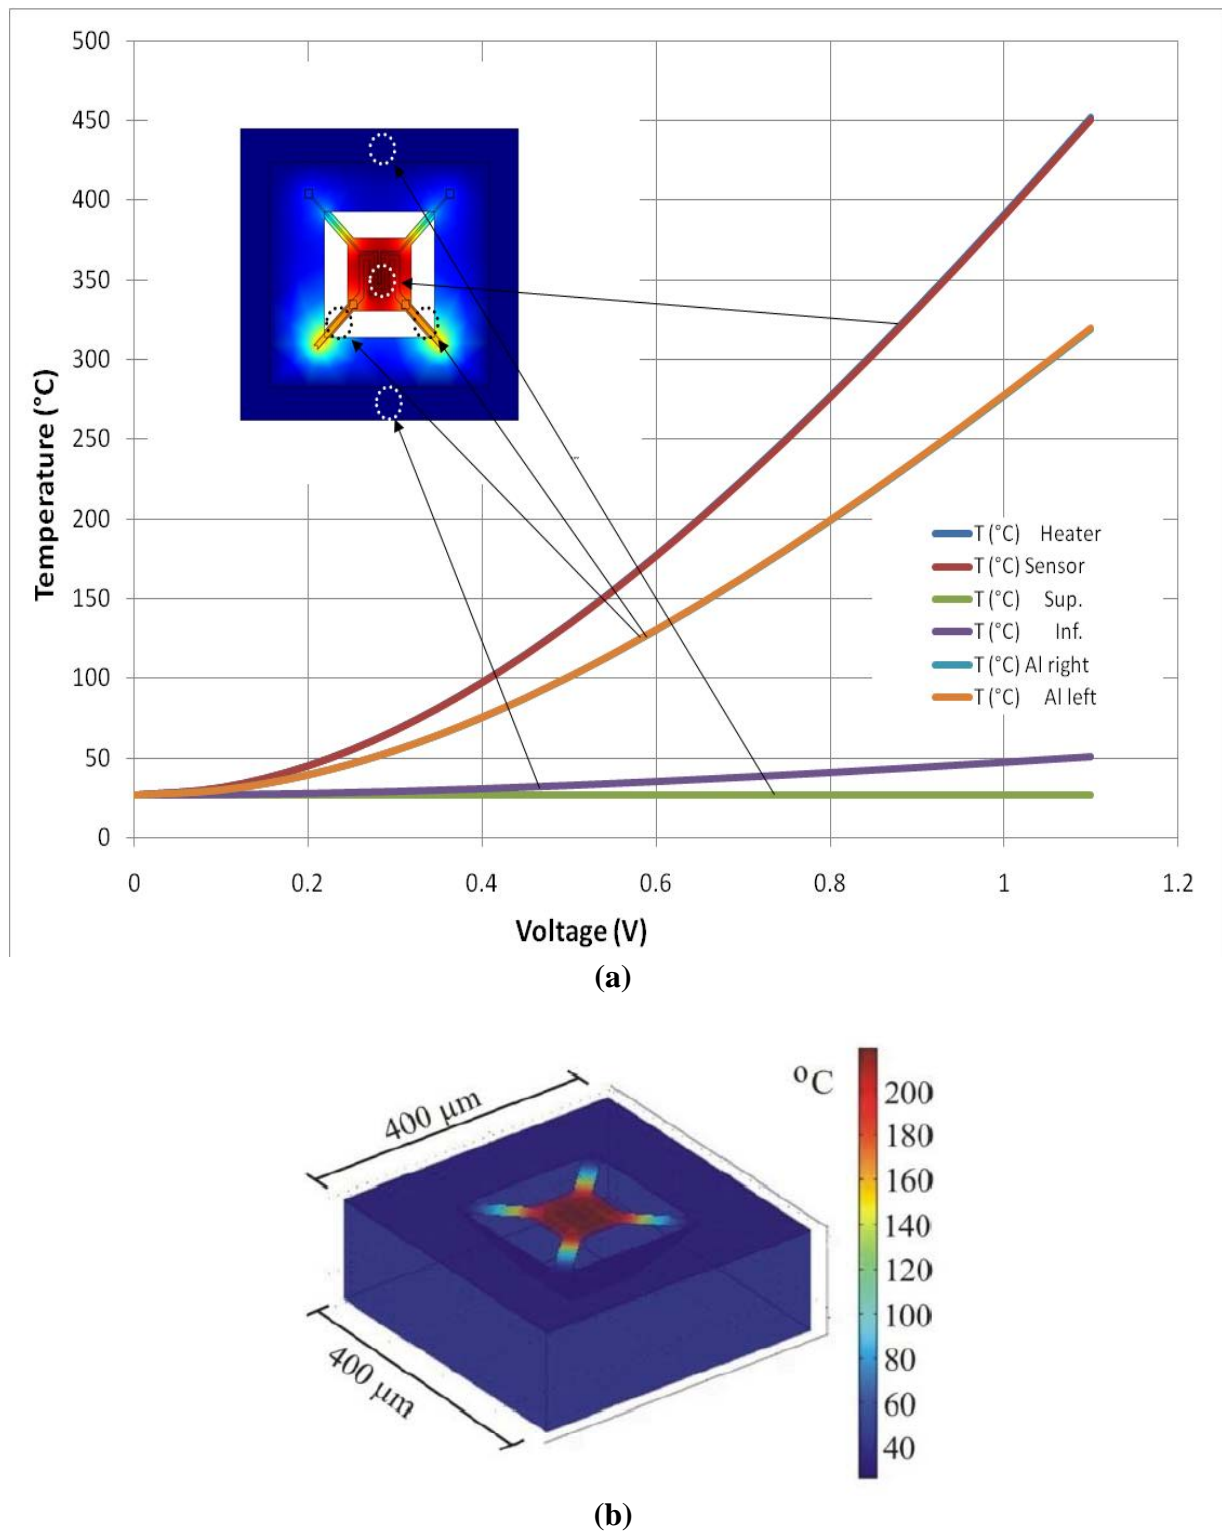 500
450
400
350
300
250
200
150
100
50
0
Temperature (°C)
T (°C) Heater
T (°C) Sensor
T (°C) Sup.
T (°C) Inf.
T (°C) Al right
T (°C) Al left
0 0.2 0.4 0.6 0.8 1 1.2
Voltage (V)
(a)
400 μm
400 μm
°C
200
180
160
140
120
100
80
60
40
(b)